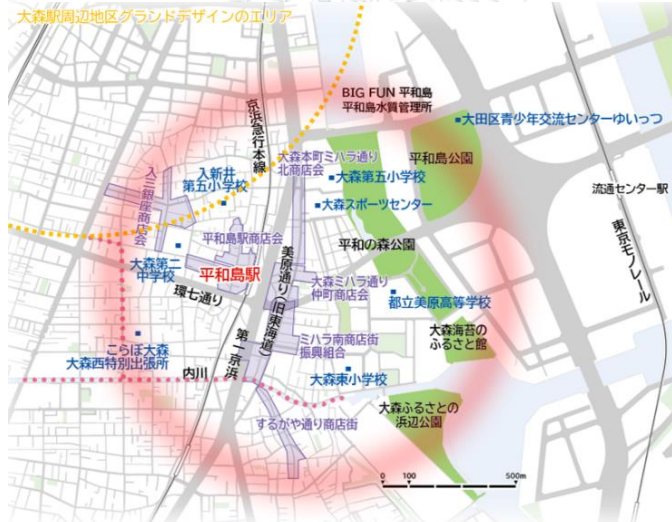 大森駅周辺地区グランドデザインのエリア
BIG FUN 平和島
平和島水質管理所
大田区青少年交流センターゆいっつ
京浜急行本線
大森本町ミハラ通り
北商店会
平和島公園
入新井
第五小学校
大森第五小学校
流通センター駅
入三銀座商店会
大森スポーツセンター
東京モノレール
平和島駅商店会
平和の森公園
大森第二
中学校
平和島駅
美原通り(旧東海道)
大森ミハラ通り
仲町商店会
環七通り
都立美原高等学校
第一京浜
大森海苔の
ふるさと館
こらぼ大森
大森西特別出張所
ミハラ南商店街
振興組合
内川
大森東小学校
大森ふるさとの
浜辺公園
するがや通り商店街
0 100 500m